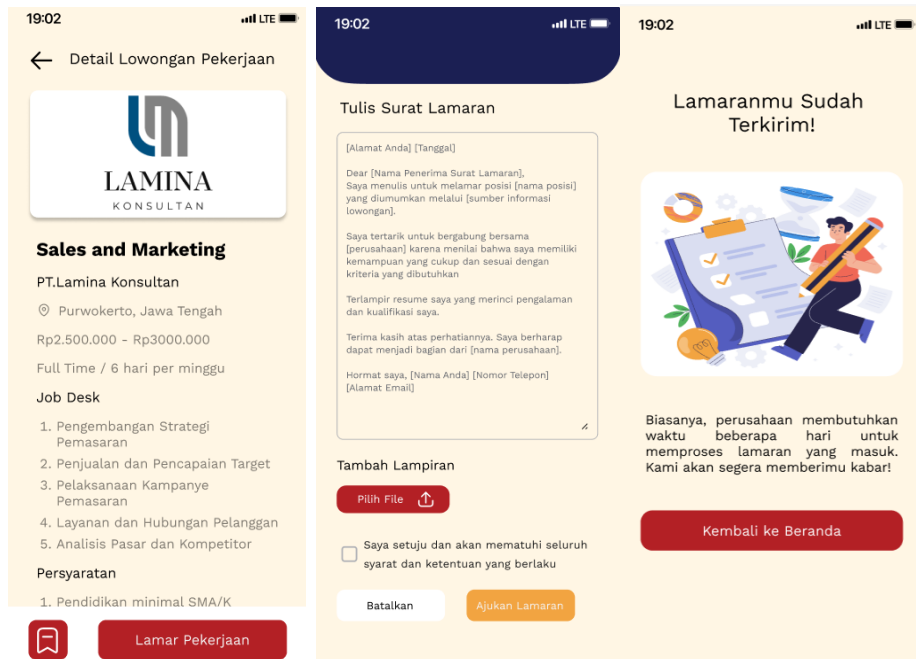 19:02
LTE
Detail Lowongan Pekerjaan
LAMINA
KONSULTAN
Sales and Marketing
PT.Lamina Konsultan
Purwokerto, Jawa Tengah
Rp2.500.000 - Rp3000.000
Full Time / 6 hari per minggu
Job Desk
1. Pengembangan Strategi
Pemasaran
2. Penjualan dan Pencapaian Target
3. Pelaksanaan Kampanye
Pemasaran
4. Layanan dan Hubungan Pelanggan
5. Analisis Pasar dan Kompetitor
Persyaratan
1. Pendidikan minimal SMA/K
Lamar Pekerjaan
19:02
LTE
Tulis Surat Lamaran
[Alamat Anda] [Tanggal]
Dear [Nama Penerima Surat Lamaran],
Saya menulis untuk melamar posisi [nama posisi]
yang diumumkan melalui [sumber informasi
lowongan].
Saya tertarik untuk bergabung bersama
[perusahaan] karena menilai bahwa saya memiliki
kemampuan yang cukup dan sesuai dengan
kriteria yang dibutuhkan
Terlampir resume saya yang merinci pengalaman
dan kualifikasi saya.
Terima kasih atas perhatiannya. Saya berharap
dapat menjadi bagian dari [nama perusahaan].
Hormat saya, [Nama Anda] [Nomor Telepon]
[Alamat Email]
Tambah Lampiran
Pilih File
Saya setuju dan akan mematuhi seluruh
syarat dan ketentuan yang berlaku
Batalkan
Ajukan Lamaran
19:02
LTE
Lamaranmu Sudah
Terkirim!
Biasanya, perusahaan membutuhkan
waktu beberapa hari untuk
memproses lamaran yang masuk.
Kami akan segera memberimu kabar!
Kembali ke Beranda